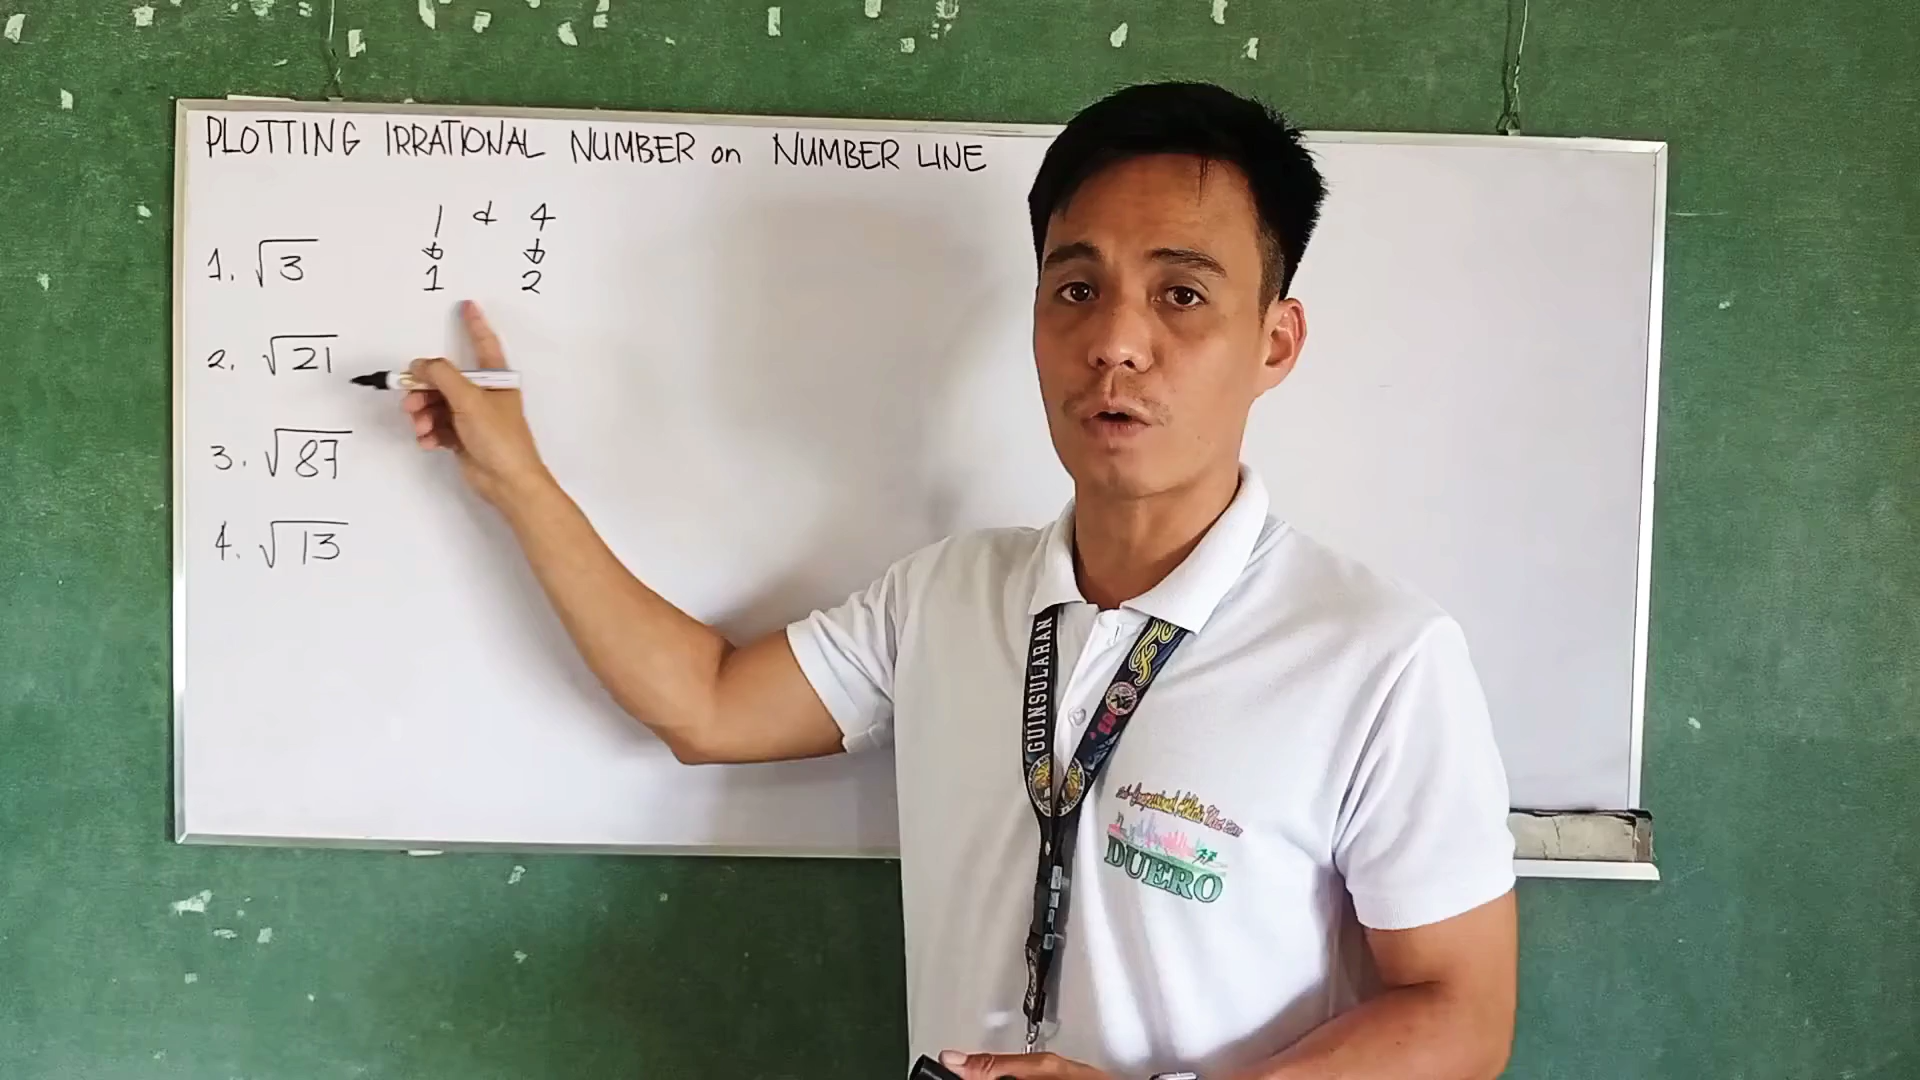 PLOTTING IRRATIONAL NUMBER on NUMBER LINE
1 & 4
1. √3 1 2
2. √21
3. √87
4. √13
GUINSULARAN
DUERO